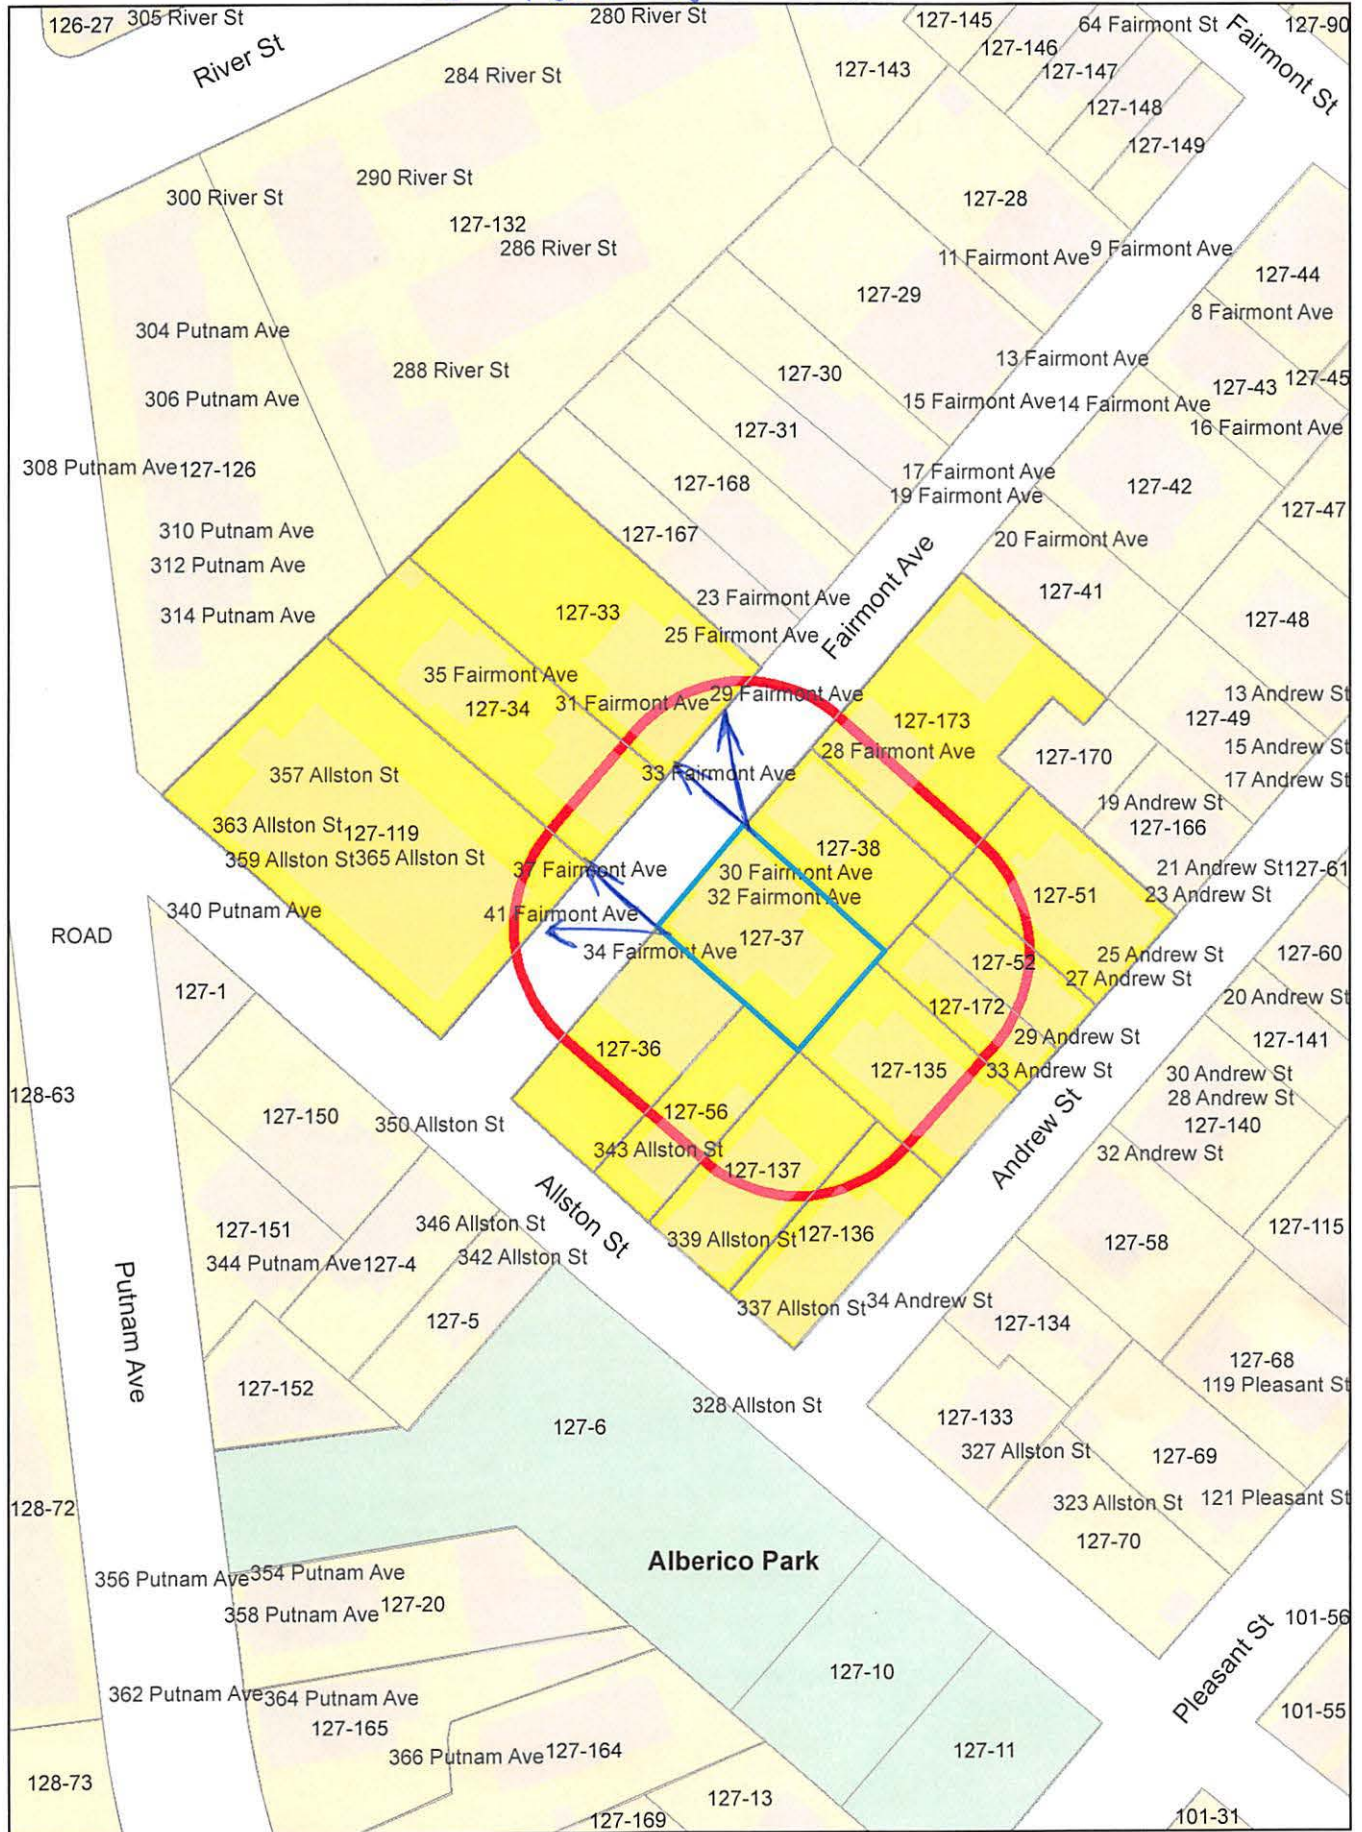 126-27
305 River St
280 River St
127-145
64 Fairmont St
127-90
River St
Fairmont St
127-146
284 River St
127-143
127-147
127-148
127-149
290 River St
300 River St
127-28
127-132
286 River St
11 Fairmont Ave
9 Fairmont Ave
127-44
127-29
8 Fairmont Ave
304 Putnam Ave
13 Fairmont Ave
288 River St
127-30
127-43
127-45
306 Putnam Ave
15 Fairmont Ave
14 Fairmont Ave
16 Fairmont Ave
127-31
308 Putnam Ave
127-126
17 Fairmont Ave
127-168
127-42
19 Fairmont Ave
127-47
310 Putnam Ave
127-167
20 Fairmont Ave
312 Putnam Ave
Fairmont Ave
127-41
23 Fairmont Ave
314 Putnam Ave
127-33
127-48
25 Fairmont Ave
35 Fairmont Ave
29 Fairmont Ave
13 Andrew St
31 Fairmont Ave
127-34
127-173
127-49
28 Fairmont Ave
15 Andrew St
127-170
357 Allston St
33 Fairmont Ave
17 Andrew St
19 Andrew St
363 Allston St
127-119
127-166
127-38
359 Allston St
365 Allston St
37 Fairmont Ave
30 Fairmont Ave
21 Andrew St
127-61
32 Fairmont Ave
127-51
23 Andrew St
340 Putnam Ave
41 Fairmont Ave
ROAD
127-37
34 Fairmont Ave
127-52
25 Andrew St
127-60
27 Andrew St
127-1
20 Andrew St
127-172
127-36
29 Andrew St
127-141
127-135
33 Andrew St
30 Andrew St
128-63
28 Andrew St
127-150
350 Allston St
127-56
127-140
Andrew St
343 Allston St
32 Andrew St
127-137
Allston St
127-151
346 Allston St
339 Allston St
127-136
127-58
127-115
344 Putnam Ave
127-4
342 Allston St
337 Allston St
34 Andrew St
127-5
127-134
Putnam Ave
127-68
119 Pleasant St
127-152
328 Allston St
127-133
127-6
327 Allston St
127-69
121 Pleasant St
323 Allston St
128-72
127-70
Alberico Park
356 Putnam Ave
354 Putnam Ave
358 Putnam Ave
127-20
101-56
Pleasant St
127-10
362 Putnam Ave
364 Putnam Ave
101-55
127-165
127-11
366 Putnam Ave
127-164
128-73
127-13
127-169
101-31